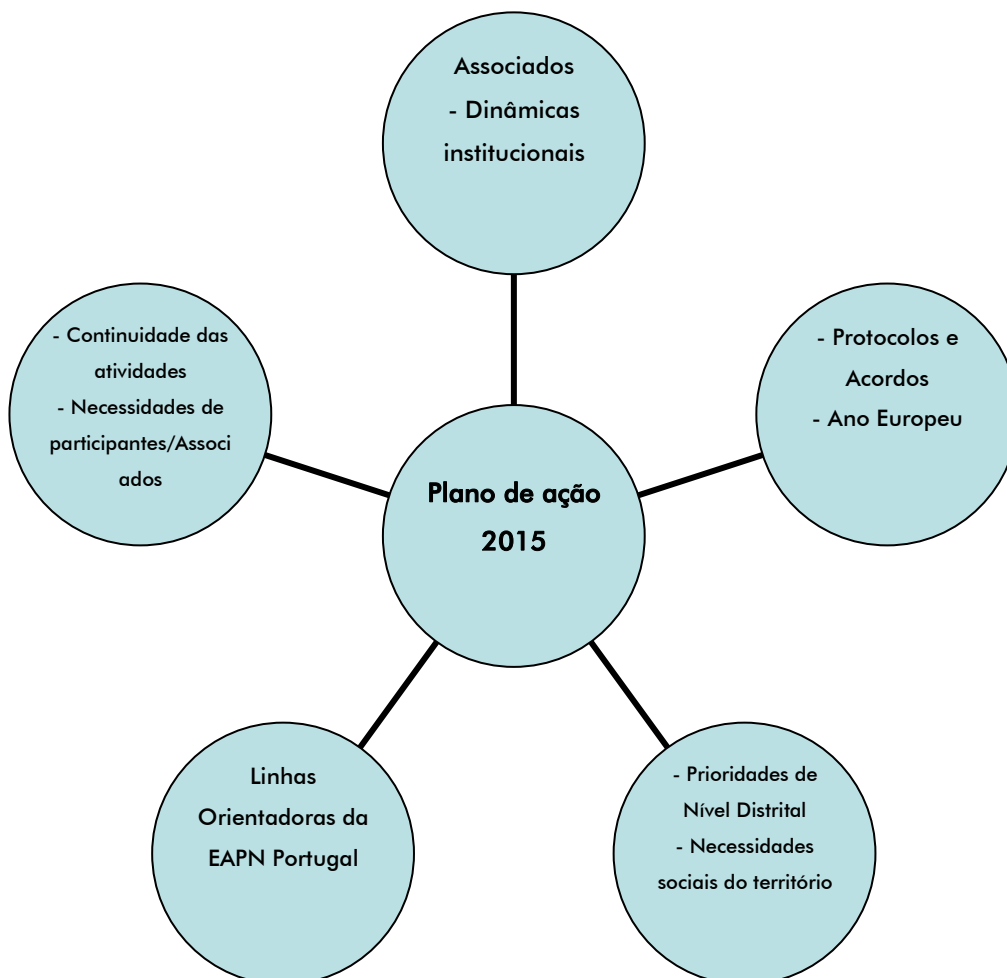 Associados
- Dinâmicas
institucionais
- Continuidade das
atividades
- Necessidades de
participantes/Associ
ados
- Protocolos e
Acordos
- Ano Europeu
Plano de ação
2015
Linhas
Orientadoras da
EAPN Portugal
- Prioridades de
Nível Distrital
- Necessidades
sociais do território